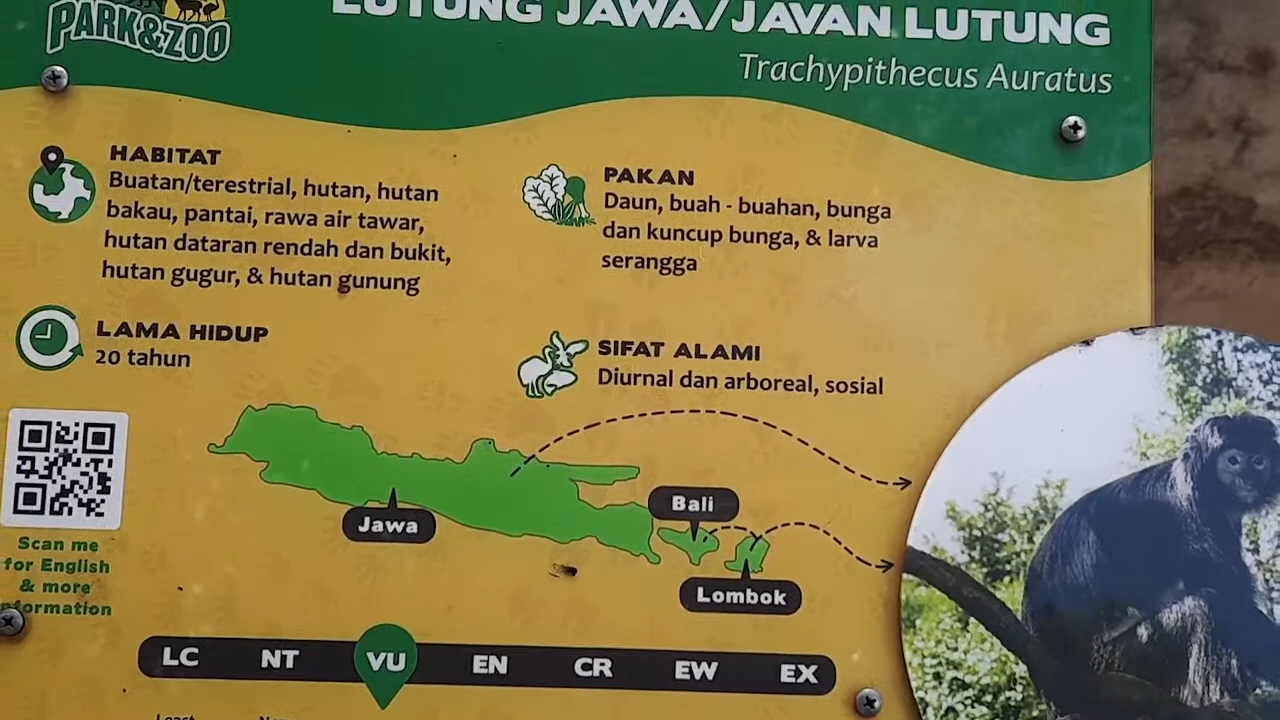 PARK&ZOO
LUTUNG JAWA/JAVAN LUTUNG
Trachypithecus Auratus
HABITAT
Buatan/terestrial, hutan, hutan
bakau, pantai, rawa air tawar,
hutan dataran rendah dan bukit,
hutan gugur, & hutan gunung
PAKAN
Daun, buah - buahan, bunga
dan kuncup bunga, & larva
serangga
LAMA HIDUP
20 tahun
SIFAT ALAMI
Diurnal dan arboreal, sosial
Scan me
for English
& more
nformation
Jawa
Bali
Lombok
LC NT VU EN CR EW EX
Least